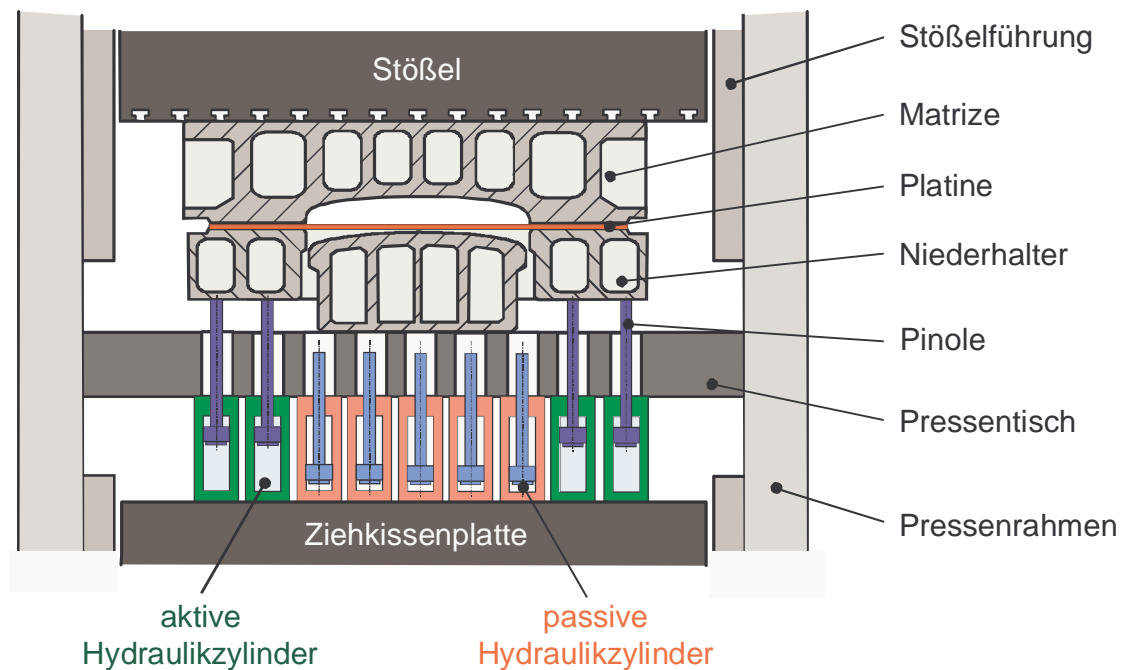 Stößelführung
Stößel
Matrize
Platine
Niederhalter
Pinole
Pressentisch
Pressenrahmen
Ziehkissenplatte
aktive
Hydraulikzylinder
passive
Hydraulikzylinder